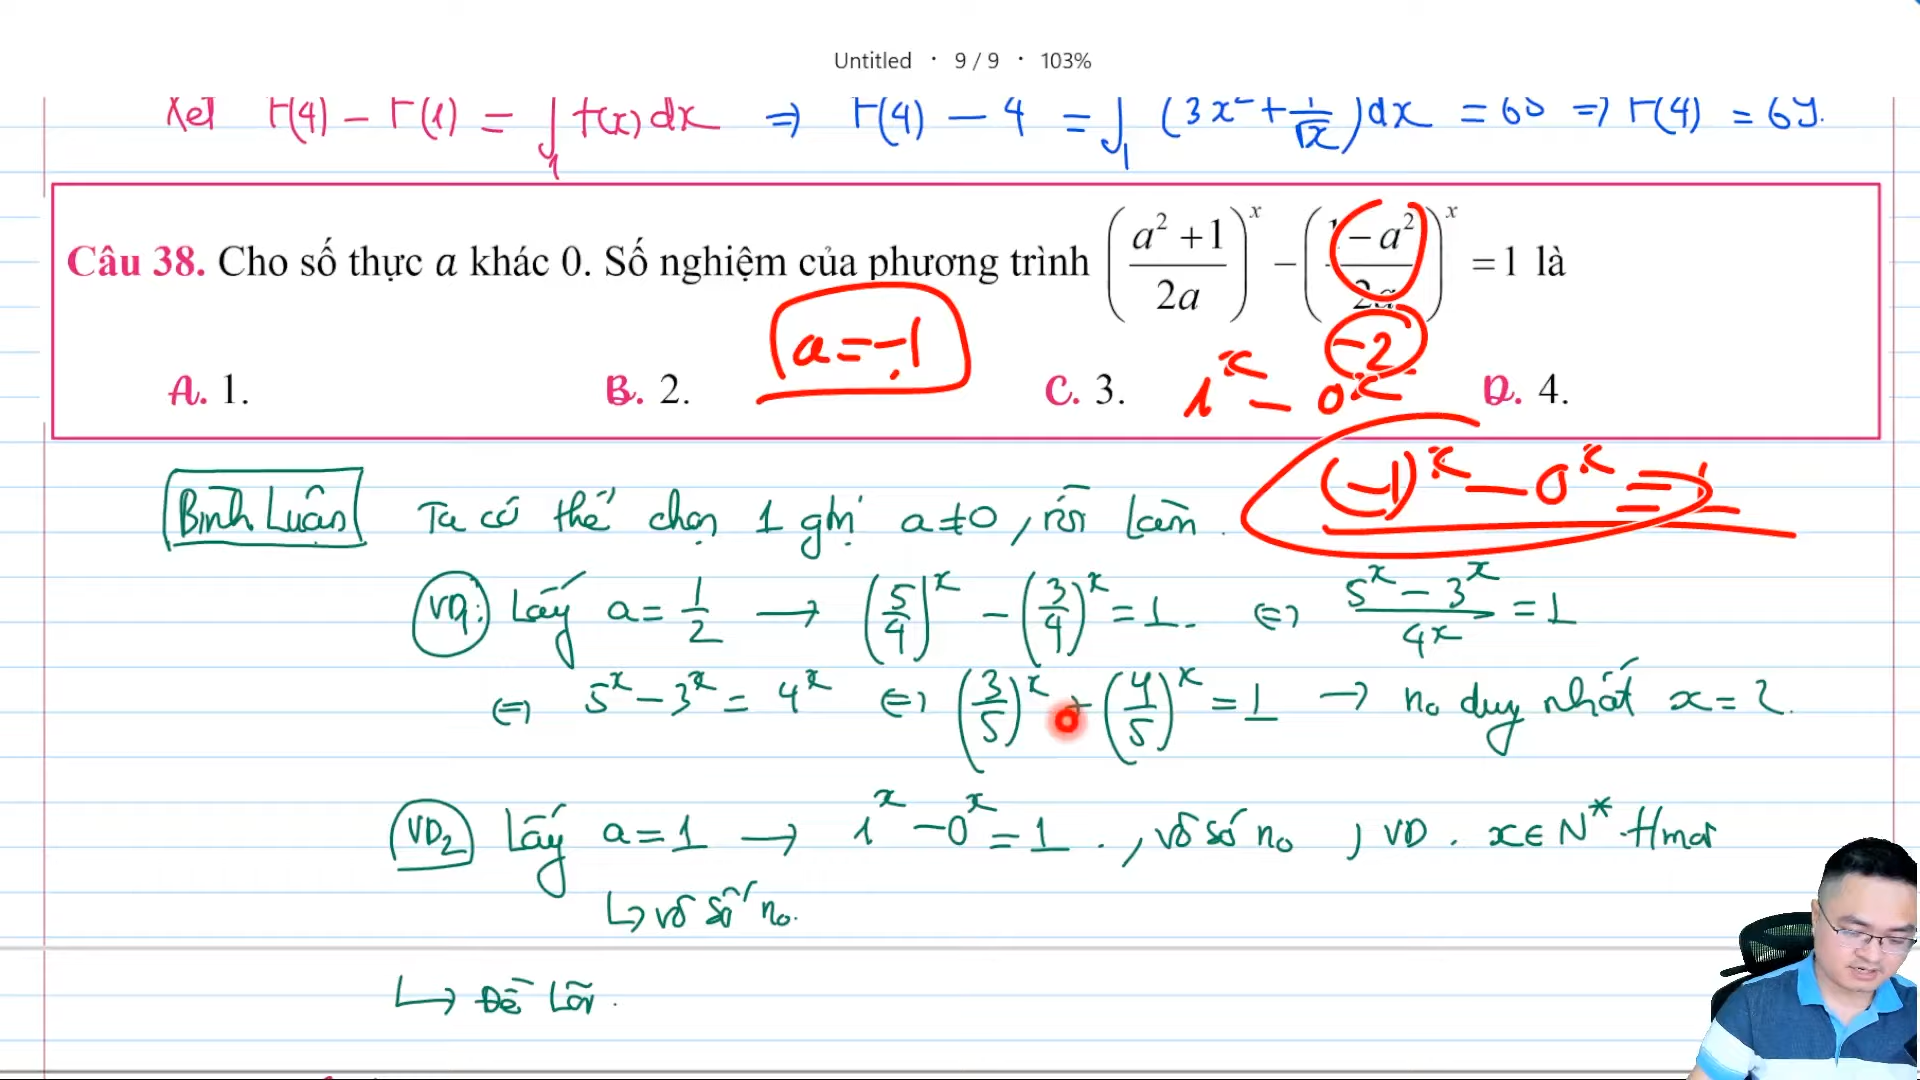 Untitled • 9 / 9 • 103%
Xét F(4) – F(1) = ∫₁ f(x)dx ⇒ F(4) – 4 = ∫₁ (3x² + 1/√x)dx = 65 ⇒ F(4) = 69.
Câu 38. Cho số thực a khác 0. Số nghiệm của phương trình ((a² + 1)/2a)^x − ((1 − a²)/2a)^x = 1 là
a = -1
-2
1^x – 0^x
A. 1. B. 2. C. 3. D. 4.
(-1)^x – 0^x = 1
Bình Luận Ta có thể chọn 1 gtrị a ≠ 0, rồi làm.
VD1: Lấy a = 1/2 → (5/4)^x – (3/4)^x = 1. ⇔ (5^x – 3^x)/4^x = 1
⇔ 5^x – 3^x = 4^x ⇔ (3/5)^x + (4/5)^x = 1 → no duy nhất x = 2.
VD2 Lấy a = 1 → 1^x – 0^x = 1 ., vô số no, VD. x ∈ N*
↳ vô số no.
↳ Đề Lỗi.